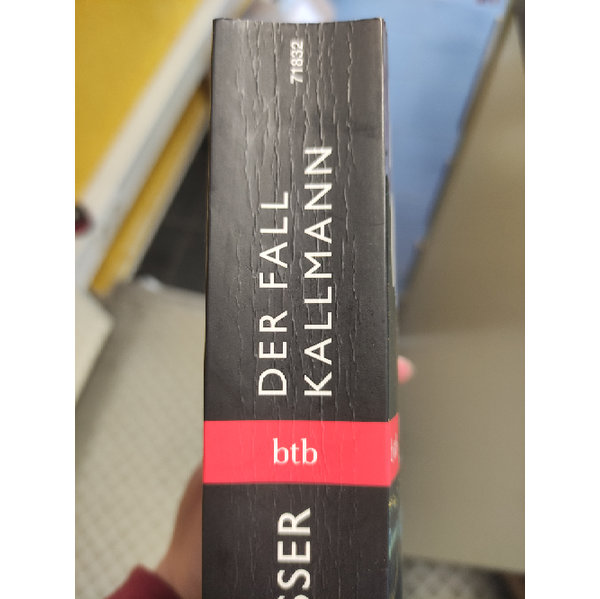 71832
DER FALL
KALLMANN
btb
SSER